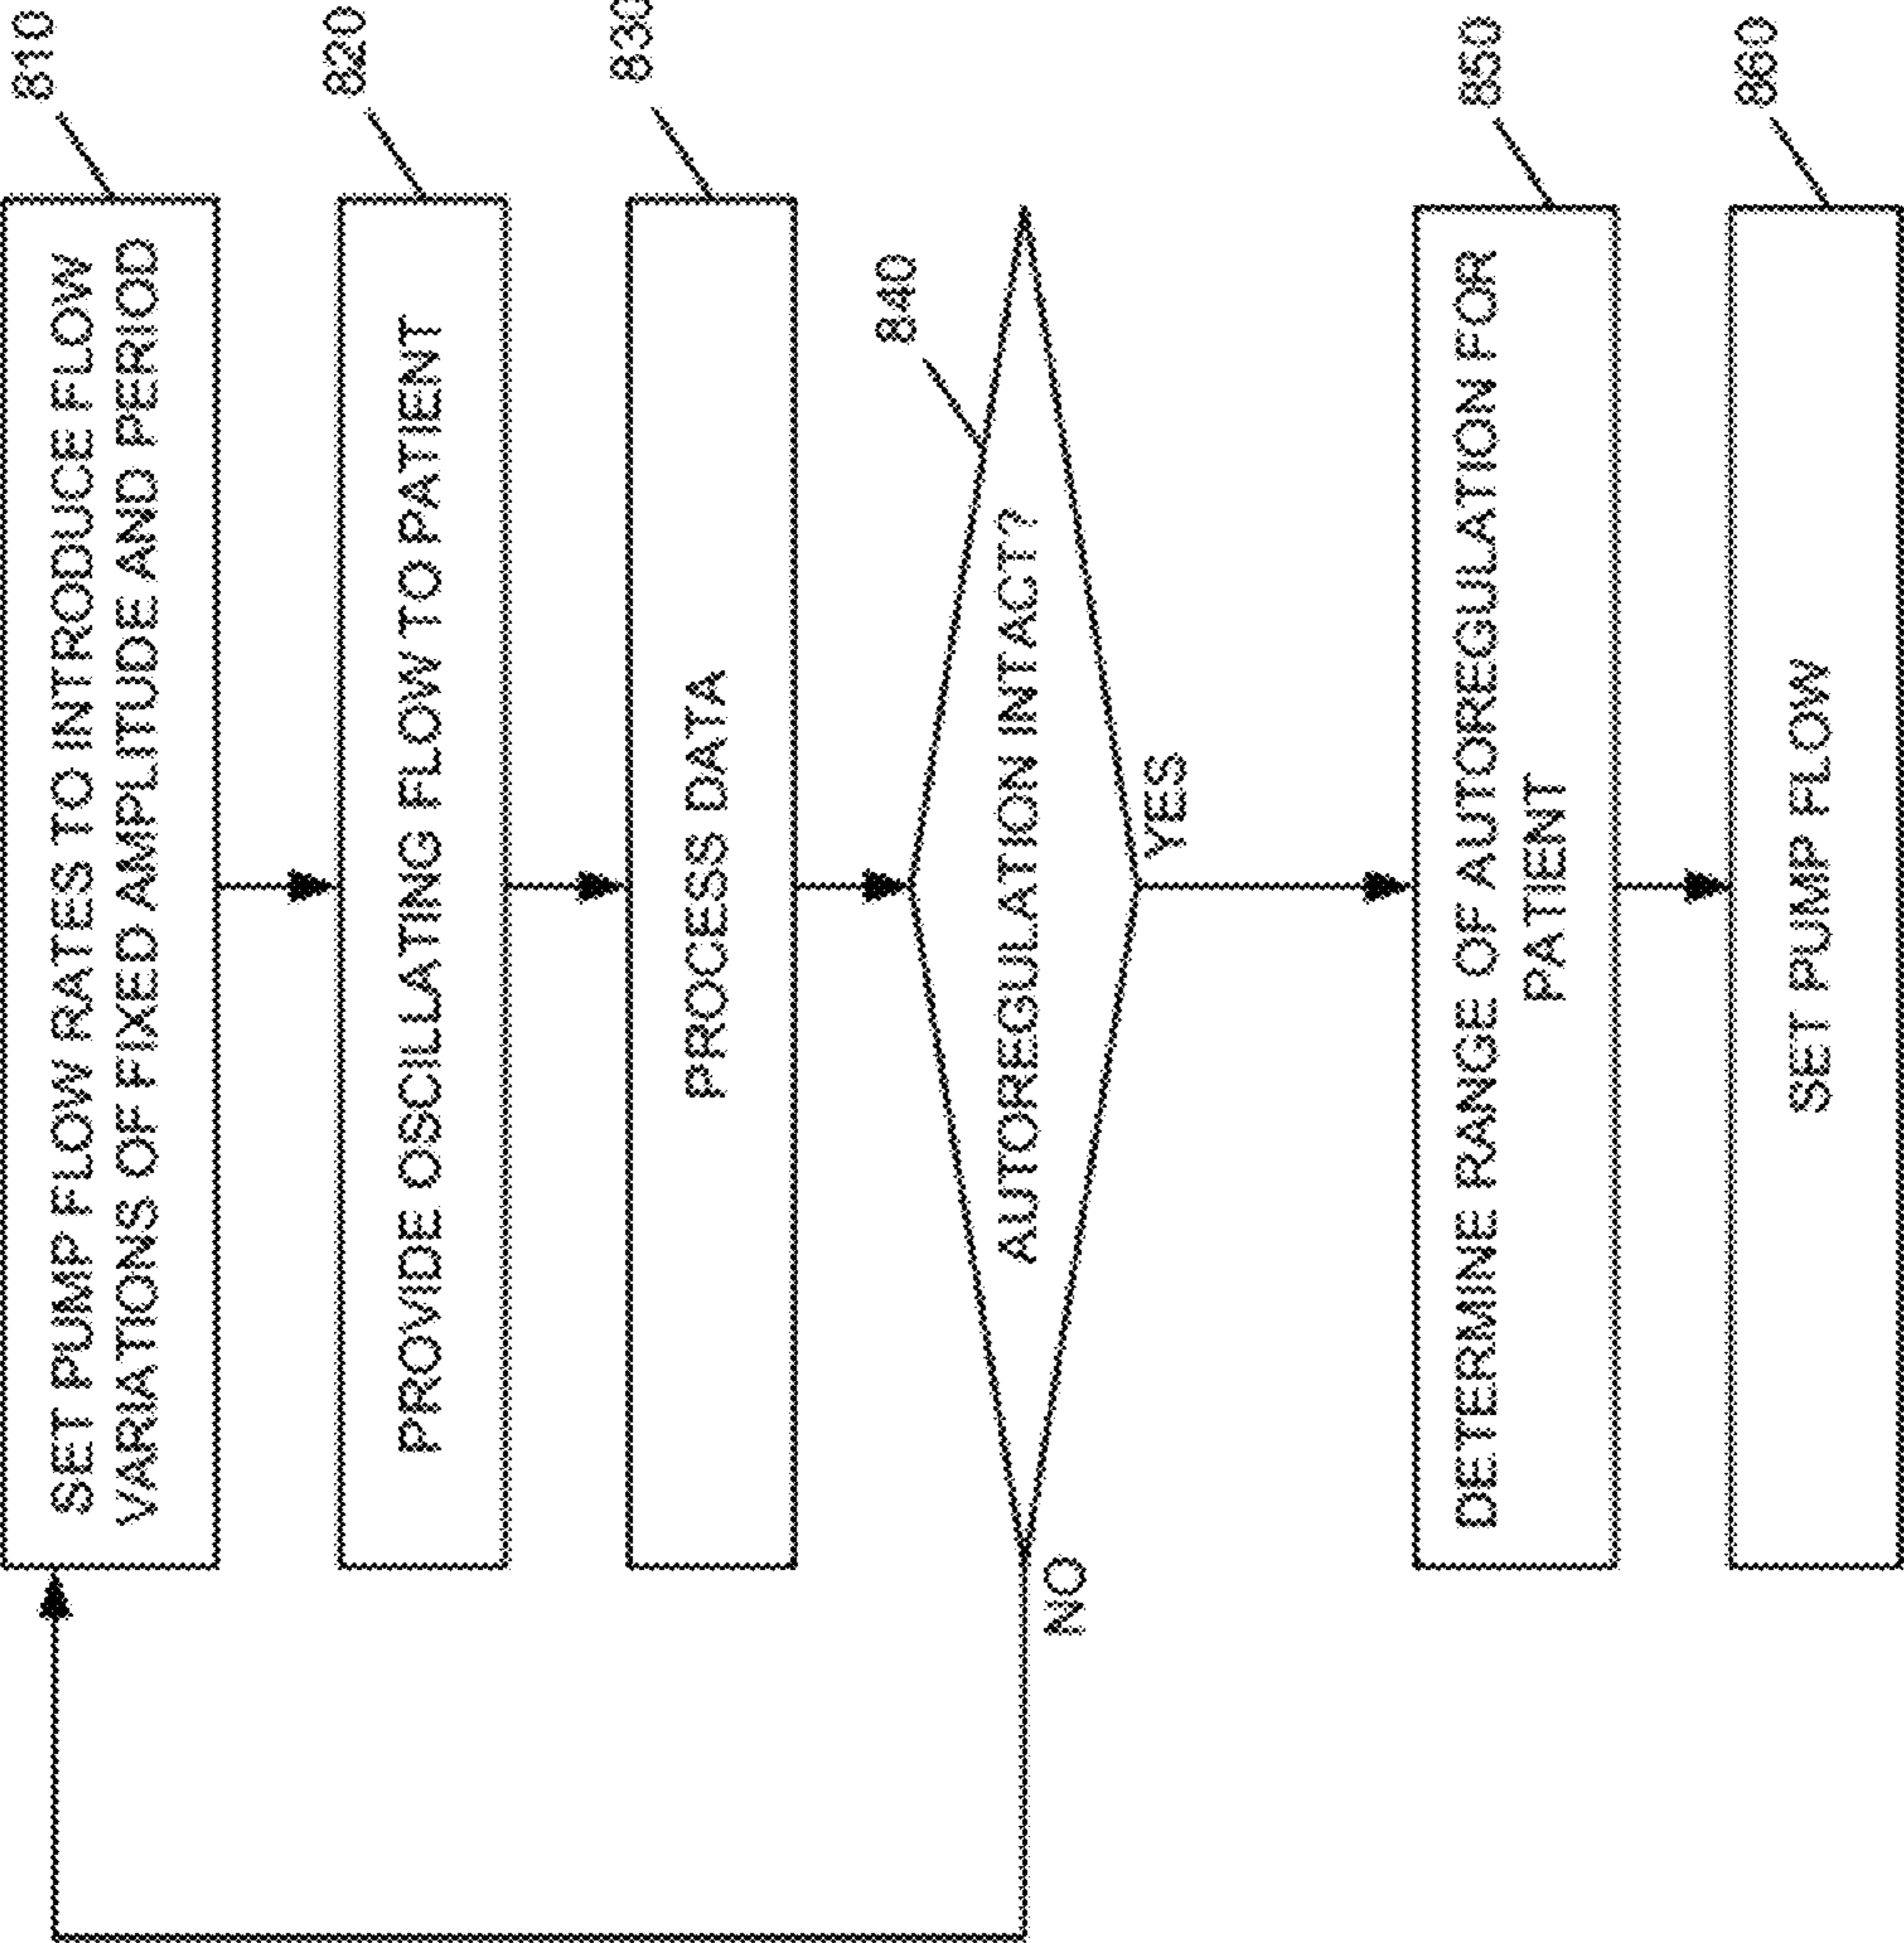 810
SET PUMP FLOW RATES TO INTRODUCE FLOW
VARIATIONS OF FIXED AMPLITUDE AND PERIOD
820
PROVIDE OSCILLATING FLOW TO PATIENT
830
PROCESS DATA
840
AUTOREGULATION INTACT?
NO
YES
850
DETERMINE RANGE OF AUTOREGULATION FOR
PATIENT
860
SET PUMP FLOW